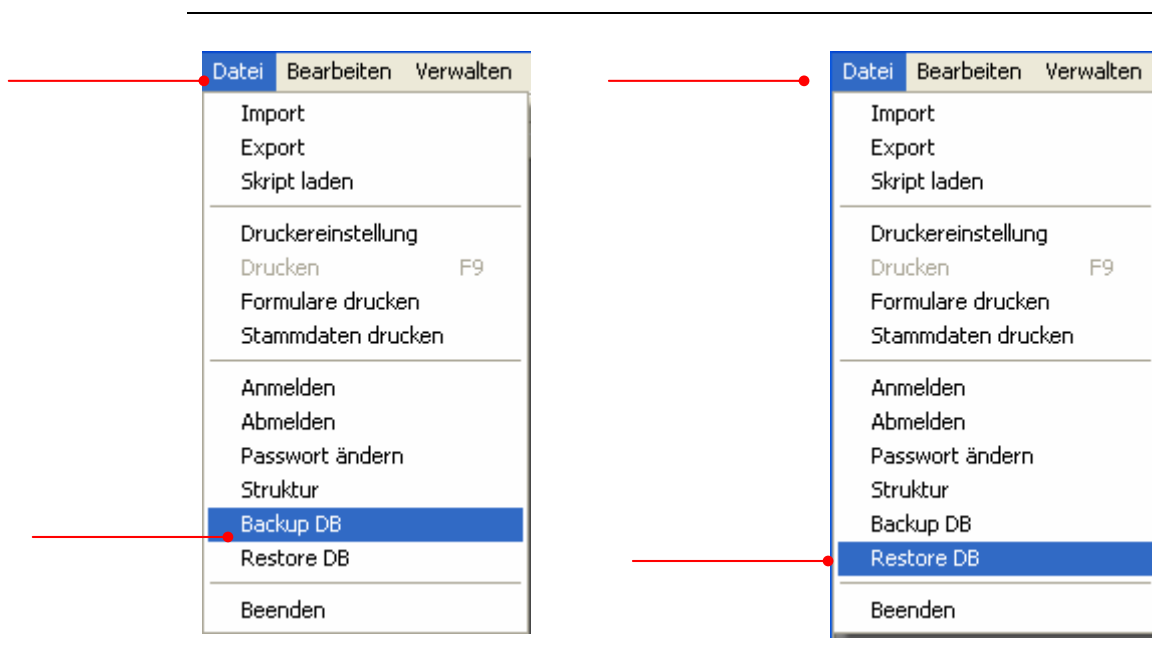 Datei Bearbeiten Verwalten
Import
Export
Skript laden
Druckereinstellung
Drucken F9
Formulare drucken
Stammdaten drucken
Anmelden
Abmelden
Passwort ändern
Struktur
Backup DB
Restore DB
Beenden
Datei Bearbeiten Verwalten
Import
Export
Skript laden
Druckereinstellung
Drucken F9
Formulare drucken
Stammdaten drucken
Anmelden
Abmelden
Passwort ändern
Struktur
Backup DB
Restore DB
Beenden